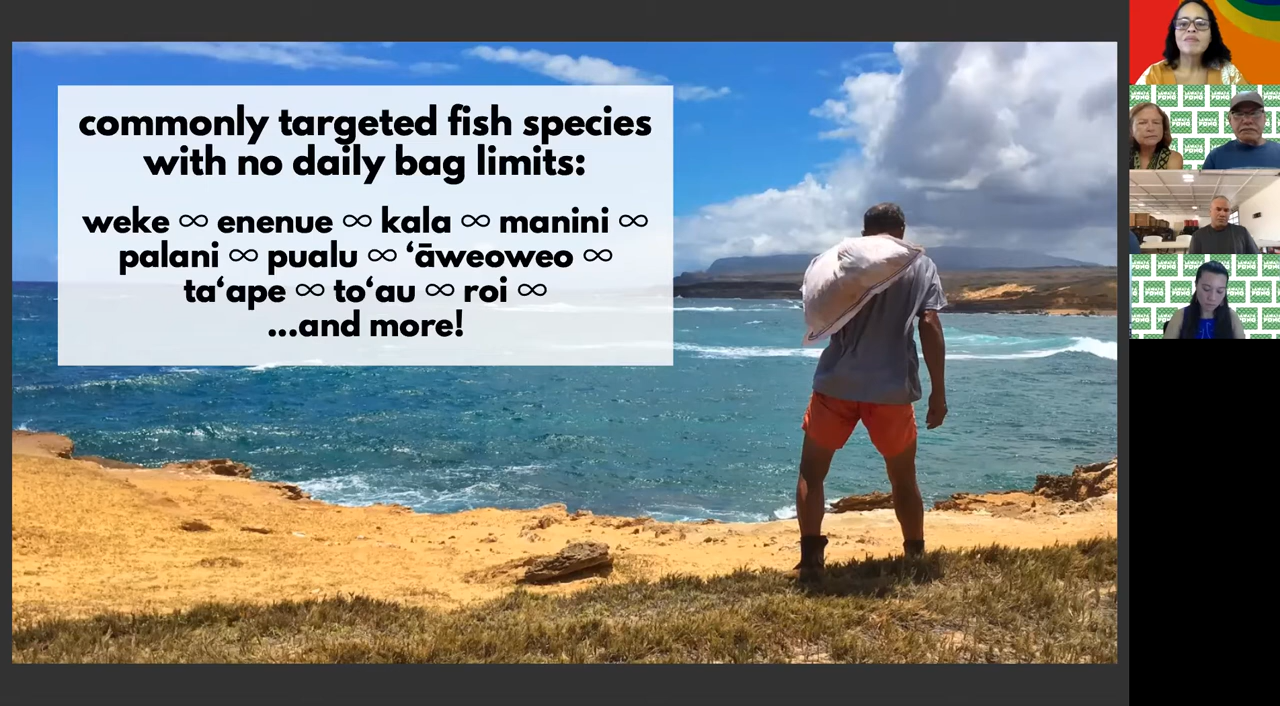 commonly targeted fish species
with no daily bag limits:
weke ∞ enenue ∞ kala ∞ manini ∞
palani ∞ pualu ∞ ʻāweoweo ∞
taʻape ∞ toʻau ∞ roi ∞
...and more!